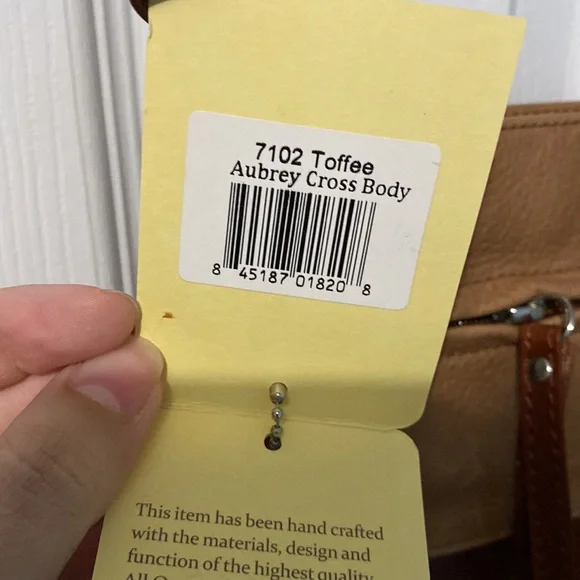 7102 Toffee
Aubrey Cross Body
8 45187 01820 8
This item has been hand crafted
with the materials, design and
function of the highest quality
All